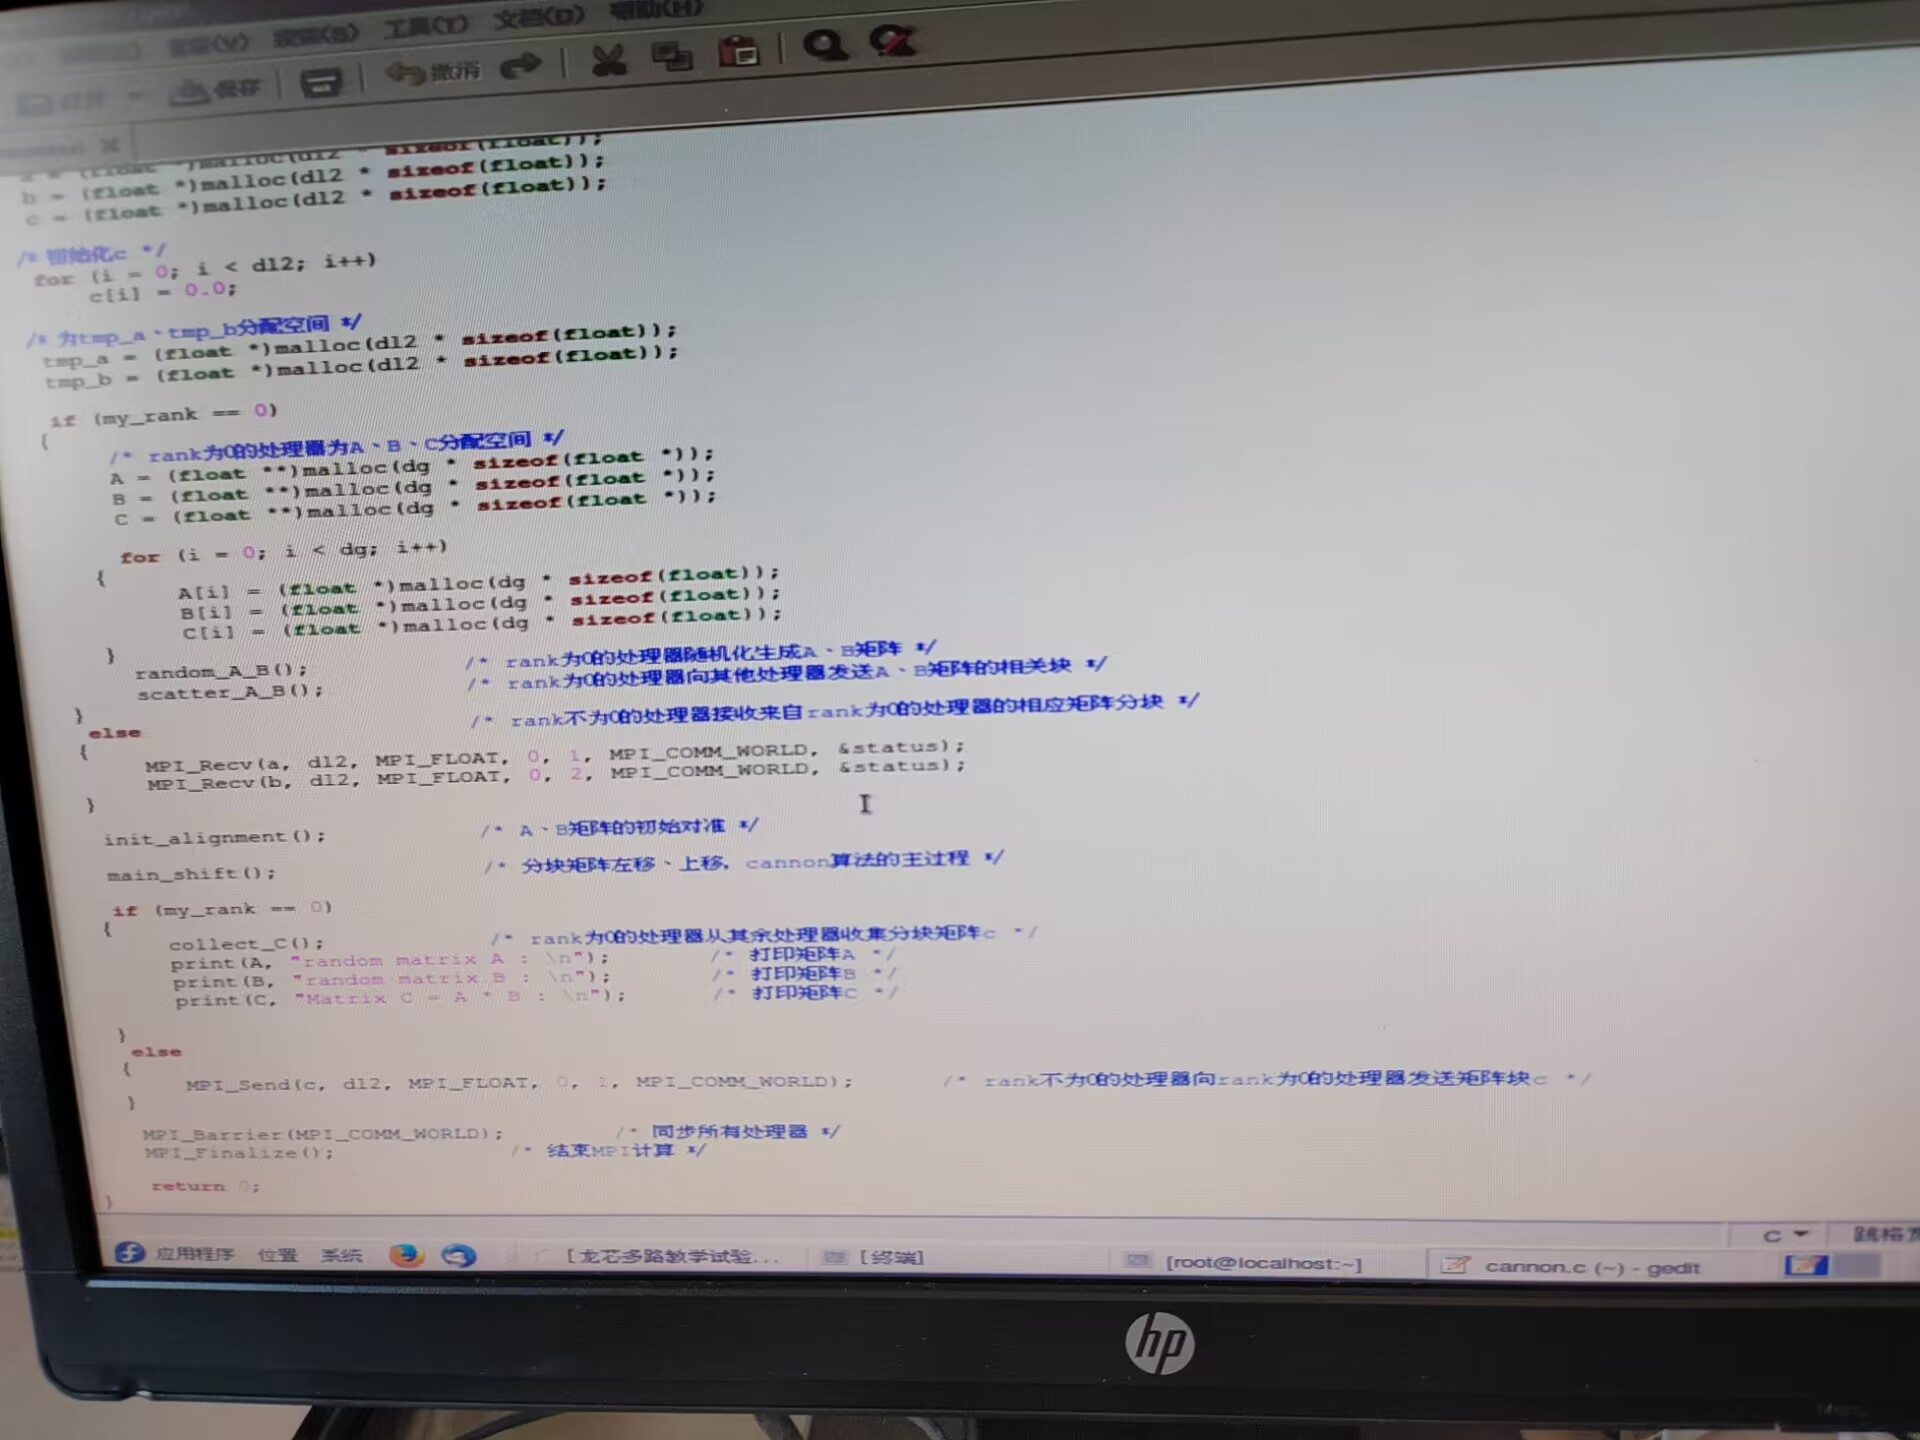 工具(T) 文档(D) 帮助(H)
保存 撤消
b = (float *)malloc(dl2 * sizeof(float));
c = (float *)malloc(dl2 * sizeof(float));
/* 初始化c */
for (i = 0; i < dl2; i++)
c[i] = 0.0;
/* 为tmp_a、tmp_b分配空间 */
tmp_a = (float *)malloc(dl2 * sizeof(float));
tmp_b = (float *)malloc(dl2 * sizeof(float));
if (my_rank == 0)
{
/* rank为0的处理器为A、B、C分配空间 */
A = (float **)malloc(dg * sizeof(float *));
B = (float **)malloc(dg * sizeof(float *));
C = (float **)malloc(dg * sizeof(float *));
for (i = 0; i < dg; i++)
{
A[i] = (float *)malloc(dg * sizeof(float));
B[i] = (float *)malloc(dg * sizeof(float));
C[i] = (float *)malloc(dg * sizeof(float));
}
random_A_B(); /* rank为0的处理器随机化生成A、B矩阵 */
scatter_A_B(); /* rank为0的处理器向其他处理器发送A、B矩阵的相关块 */
}
else /* rank不为0的处理器接收来自rank为0的处理器的相应矩阵分块 */
{
MPI_Recv(a, dl2, MPI_FLOAT, 0, 1, MPI_COMM_WORLD, &status);
MPI_Recv(b, dl2, MPI_FLOAT, 0, 2, MPI_COMM_WORLD, &status);
}
init_alignment(); /* A、B矩阵的初始对准 */
main_shift(); /* 分块矩阵左移、上移, cannon算法的主过程 */
if (my_rank == 0)
{
collect_C(); /* rank为0的处理器从其余处理器收集分块矩阵c */
print(A, "random matrix A : \n"); /* 打印矩阵A */
print(B, "random matrix B : \n"); /* 打印矩阵B */
print(C, "Matrix C = A * B : \n"); /* 打印矩阵C */
}
else
{
MPI_Send(c, dl2, MPI_FLOAT, 0, 1, MPI_COMM_WORLD); /* rank不为0的处理器向rank为0的处理器发送矩阵块c */
}
MPI_Barrier(MPI_COMM_WORLD); /* 同步所有处理器 */
MPI_Finalize(); /* 结束MPI计算 */
return 0;
}
C
应用程序 位置 系统 [龙芯多路教学试验... [终端] [root@localhost:~] cannon.c (~) - gedit
hp